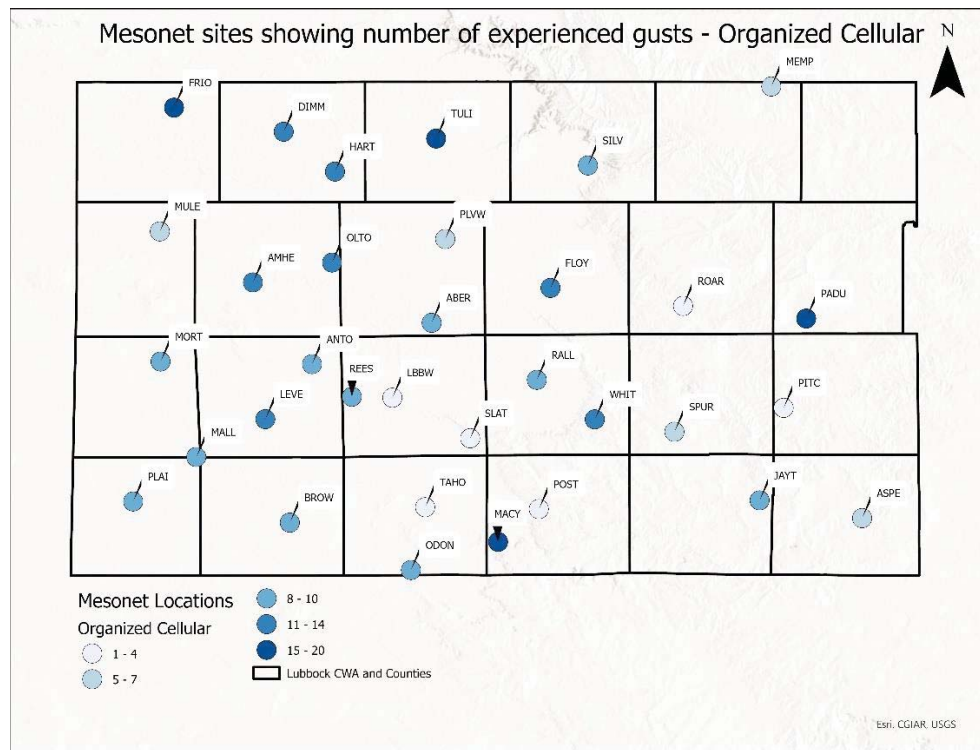 Mesonet sites showing number of experienced gusts - Organized Cellular
N
MEMP
FRIO
DIMM
TULI
HART
SILV
MULE
PLVW
OLTO
AMHE
FLOY
ROAR
PADU
ABER
MORT
ANTO
REES
LBBW
RALL
LEVE
WHIT
PITC
SLAT
SPUR
MALL
PLAI
BROW
TAHO
POST
JAYT
ASPE
MACY
ODON
Mesonet Locations
Organized Cellular
1 - 4
5 - 7
8 - 10
11 - 14
15 - 20
Lubbock CWA and Counties
Esri, CGIAR, USGS